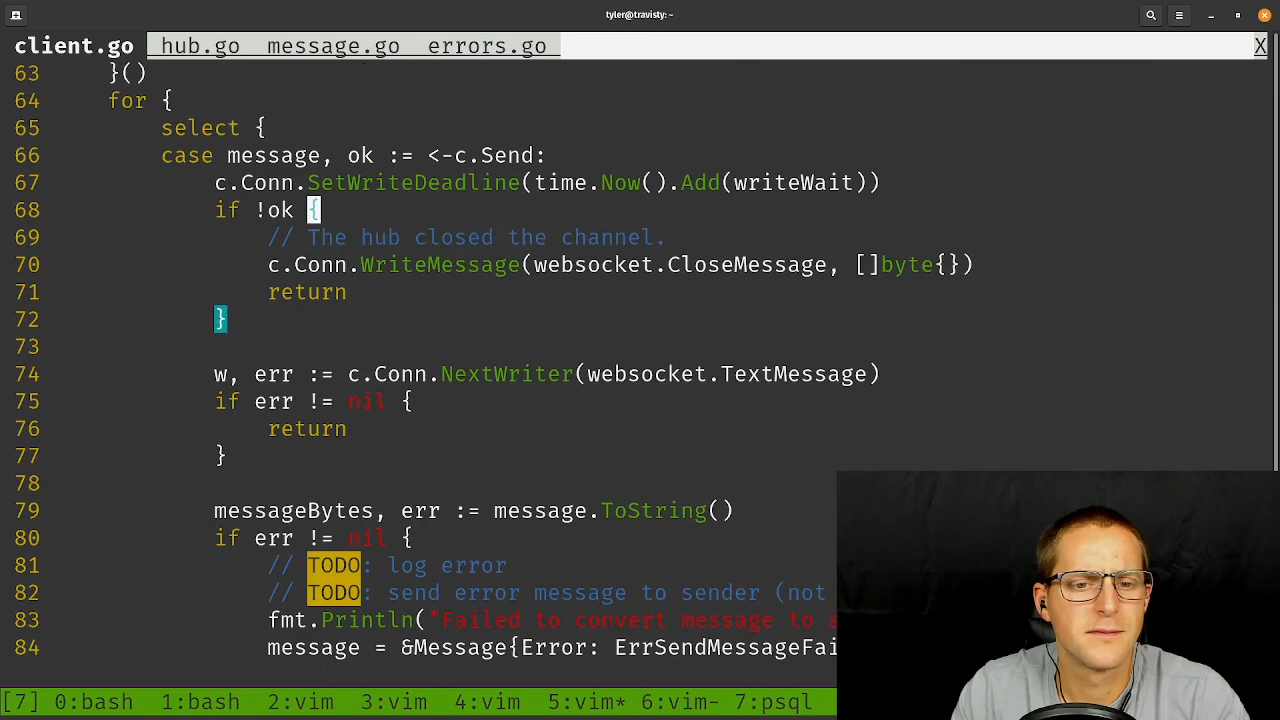 tyler@travisty: ~
client.go hub.go message.go errors.go X
63 }()
64 for {
65 select {
66 case message, ok := <-c.Send:
67 c.Conn.SetWriteDeadline(time.Now().Add(writeWait))
68 if !ok {
69 // The hub closed the channel.
70 c.Conn.WriteMessage(websocket.CloseMessage, []byte{})
71 return
72 }
73
74 w, err := c.Conn.NextWriter(websocket.TextMessage)
75 if err != nil {
76 return
77 }
78
79 messageBytes, err := message.ToString()
80 if err != nil {
81 // TODO: log error
82 // TODO: send error message to sender (not
83 fmt.Println("Failed to convert message to s
84 message = &Message{Error: ErrSendMessageFai
[7] 0:bash 1:bash 2:vim 3:vim 4:vim 5:vim* 6:vim- 7:psql